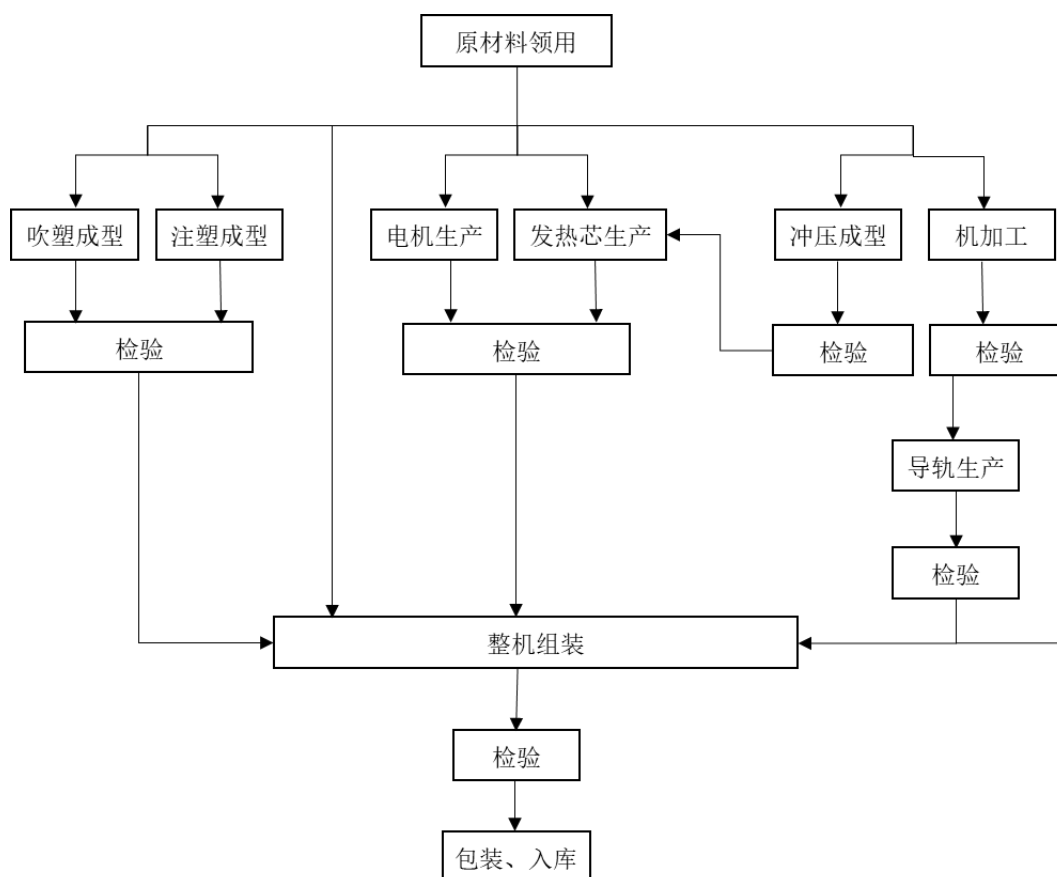 原材料领用
吹塑成型
注塑成型
电机生产
发热芯生产
冲压成型
机加工
检验
检验
检验
检验
导轨生产
检验
整机组装
检验
包装、入库